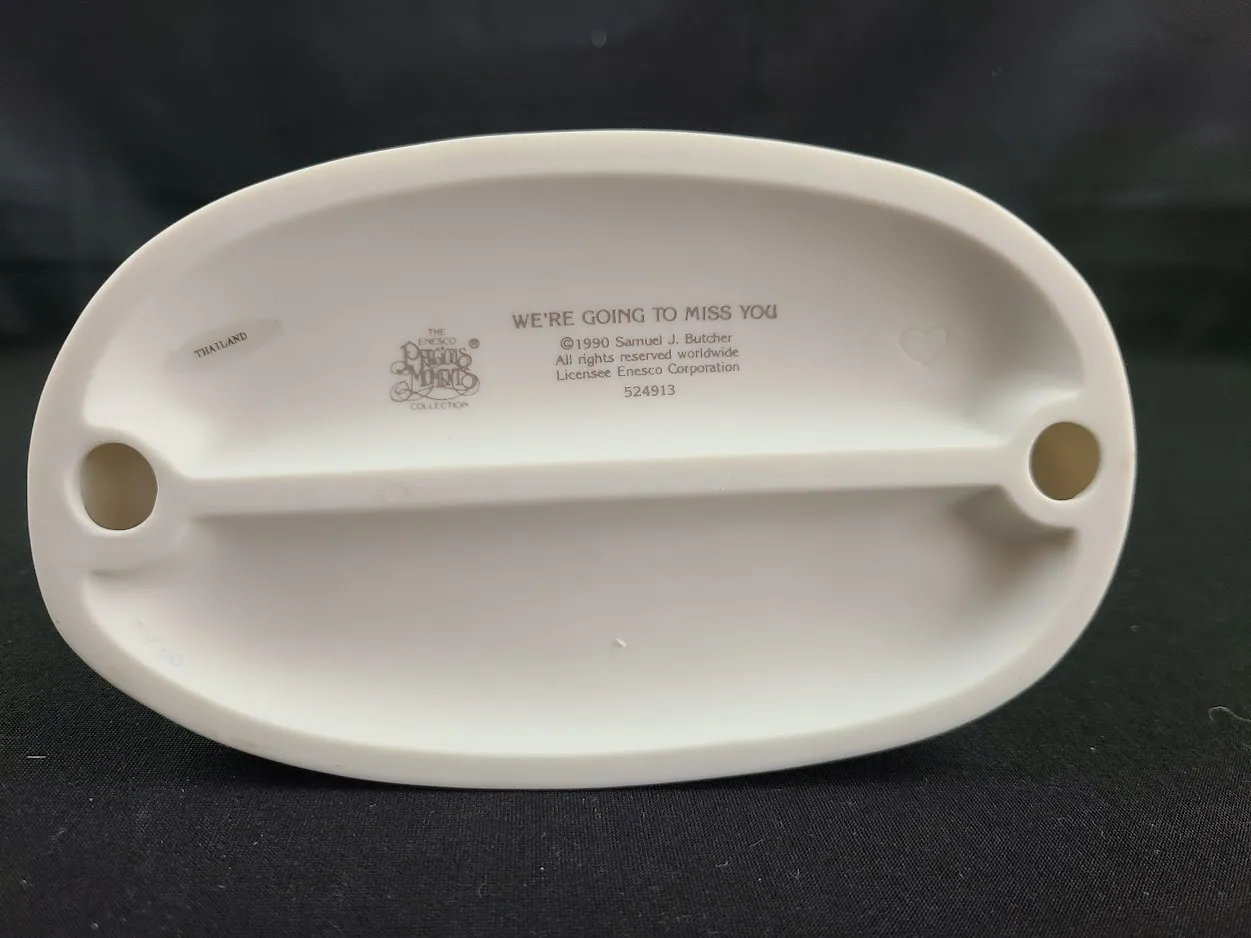 THAILAND
THE
ENESCO
PRECIOUS
MOMENTS
®
COLLECTION
WE'RE GOING TO MISS YOU
©1990 Samuel J. Butcher
All rights reserved worldwide
Licensee Enesco Corporation
524913